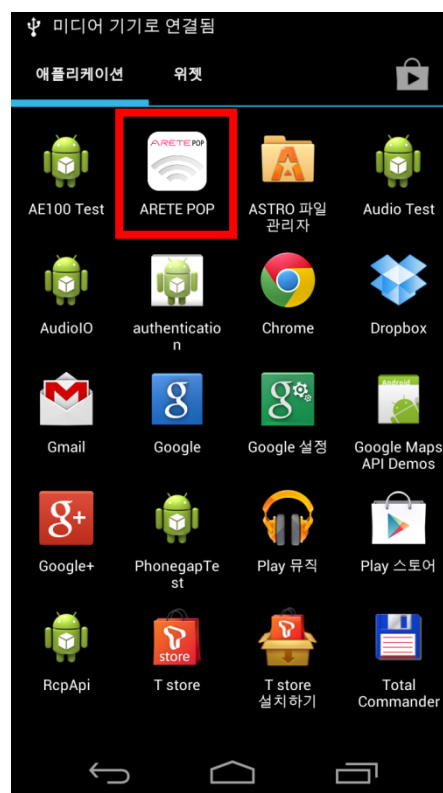 미디어 기기로 연결됨
애플리케이션 위젯
ARETE POP
AE100 Test ARETE POP ASTRO 파일 Audio Test
관리자
AudioIO authenticatio Chrome Dropbox
n
Android
Gmail Google Google 설정 Google Maps
API Demos
Google+ PhonegapTe Play 뮤직 Play 스토어
st
store
RcpApi T store T store Total
설치하기 Commander